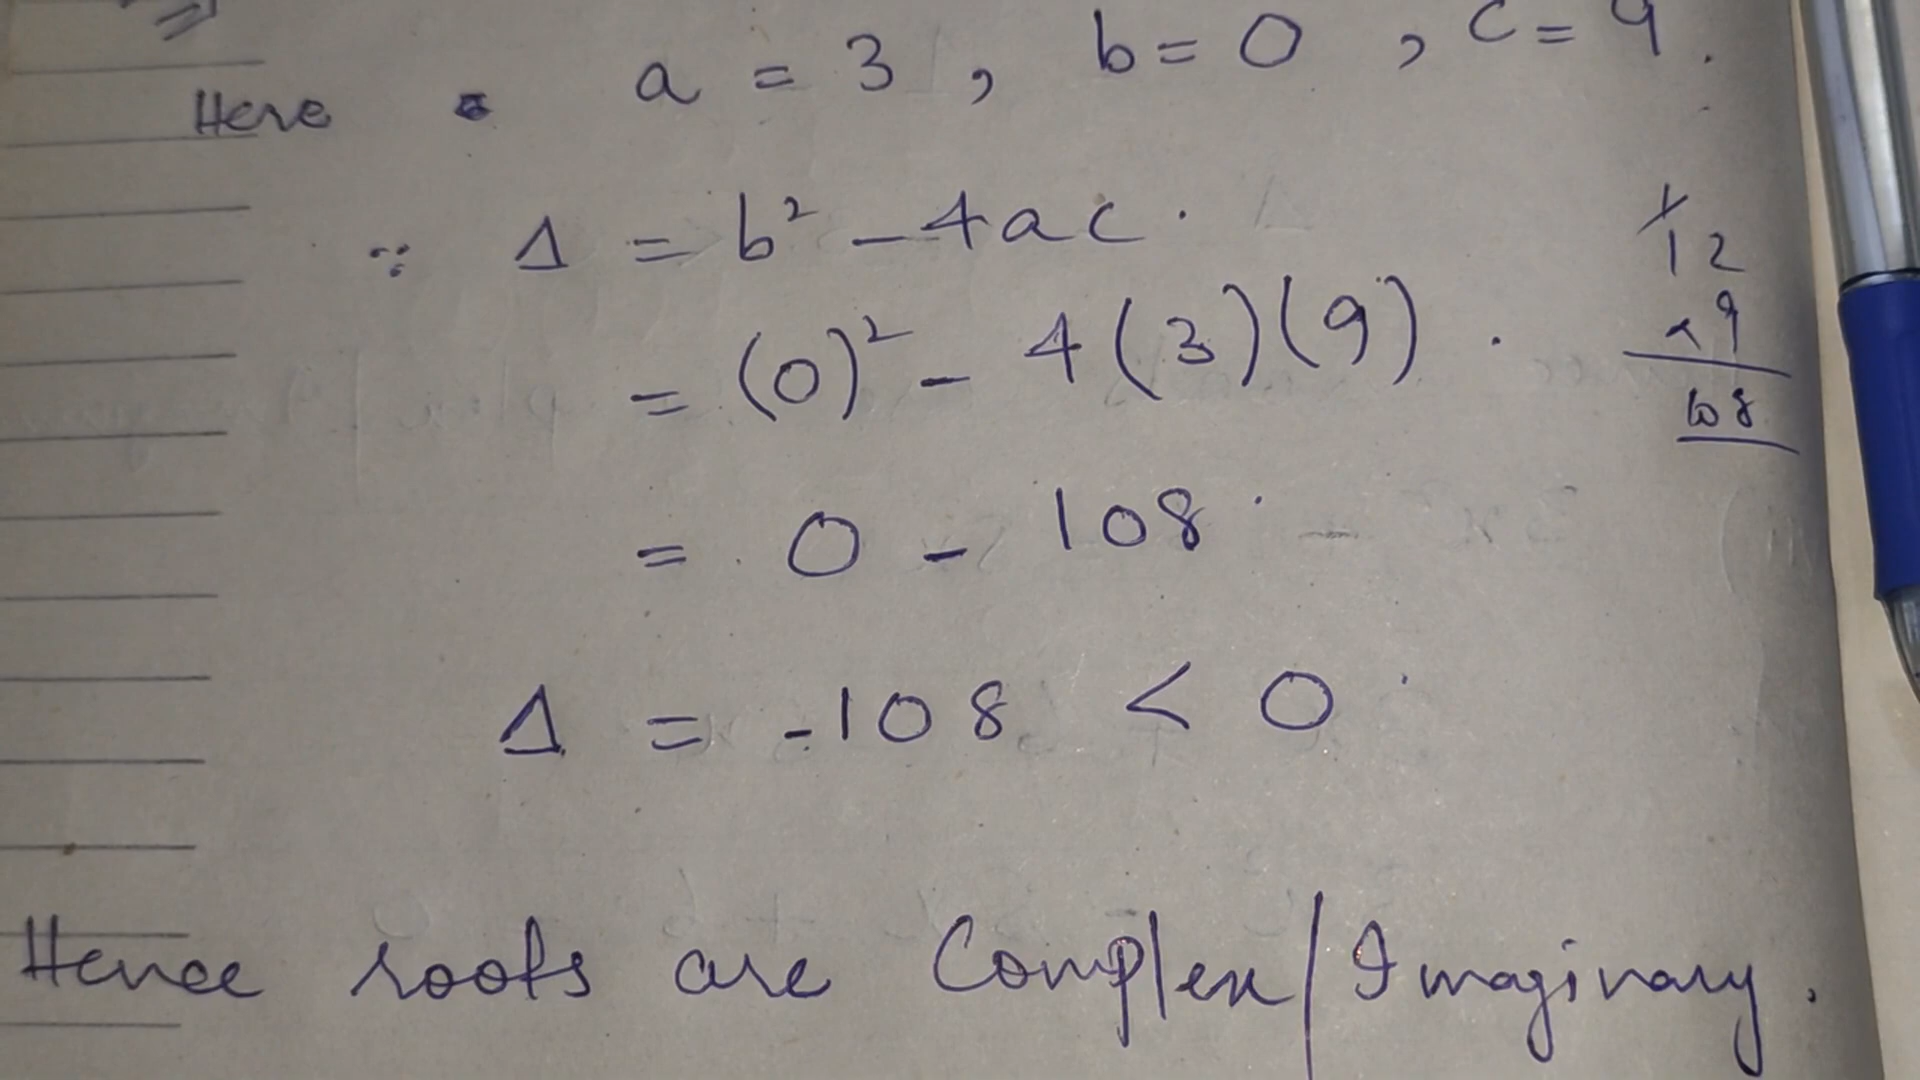 Here a = 3 , b = 0 , c = 9 .
∵ Δ = b² - 4ac .
= (0)² - 4(3)(9) .
= 0 - 108 .
Δ = -108 < 0 .
Hence roots are Complex/Imaginary.
1
12
×9
108